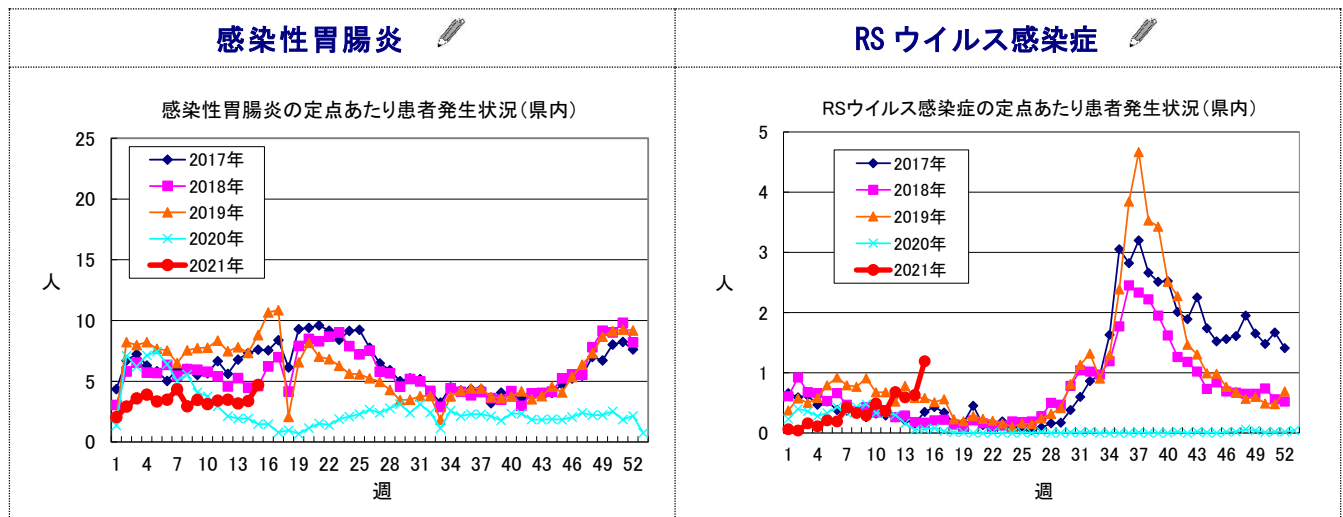 感染性胃腸炎
感染性胃腸炎の定点あたり患者発生状況(県内)
25
20
15
10
5
0
人
2017年
2018年
2019年
2020年
2021年
1 4 7 10 13 16 19 22 25 28 31 34 37 40 43 46 49 52
週
RS ウイルス感染症
RSウイルス感染症の定点あたり患者発生状況(県内)
5
4
3
2
1
0
人
2017年
2018年
2019年
2020年
2021年
1 4 7 10 13 16 19 22 25 28 31 34 37 40 43 46 49 52
週